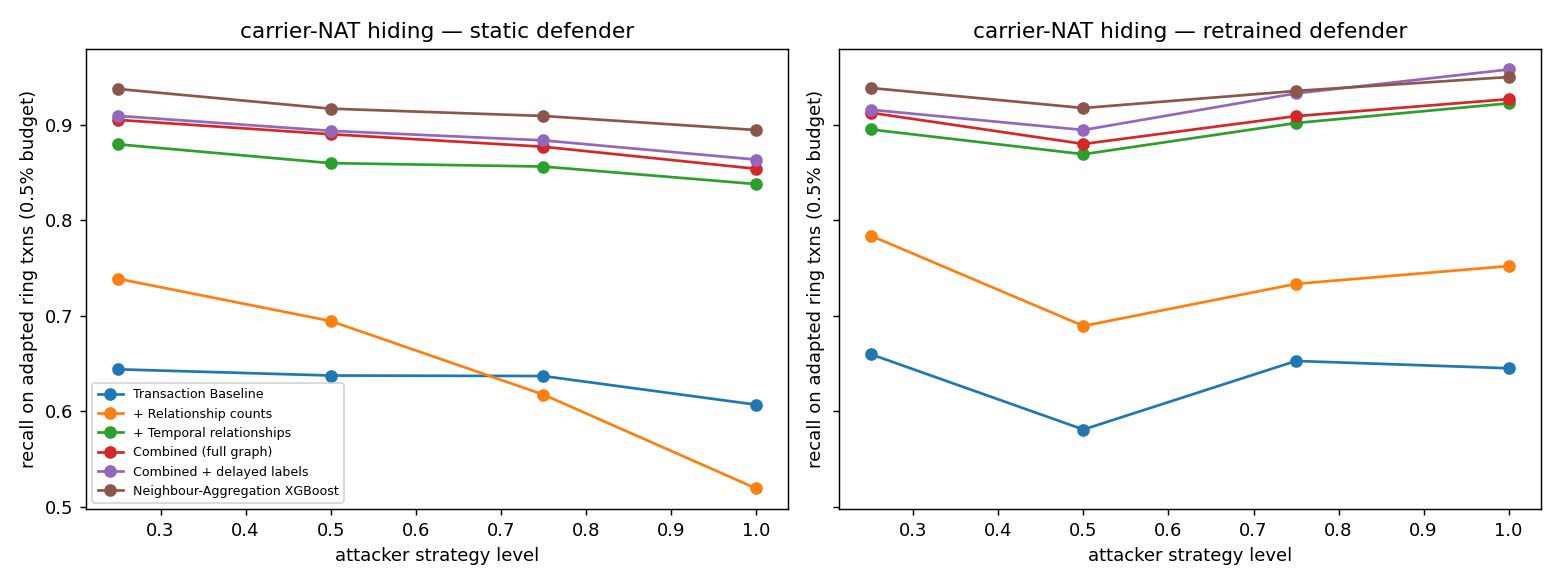 carrier-NAT hiding — static defender
recall on adapted ring txns (0.5% budget)
0.9
0.8
0.7
0.6
0.5
Transaction Baseline
+ Relationship counts
+ Temporal relationships
Combined (full graph)
Combined + delayed labels
Neighbour-Aggregation XGBoost
0.3 0.4 0.5 0.6 0.7 0.8 0.9 1.0
attacker strategy level
carrier-NAT hiding — retrained defender
recall on adapted ring txns (0.5% budget)
0.3 0.4 0.5 0.6 0.7 0.8 0.9 1.0
attacker strategy level